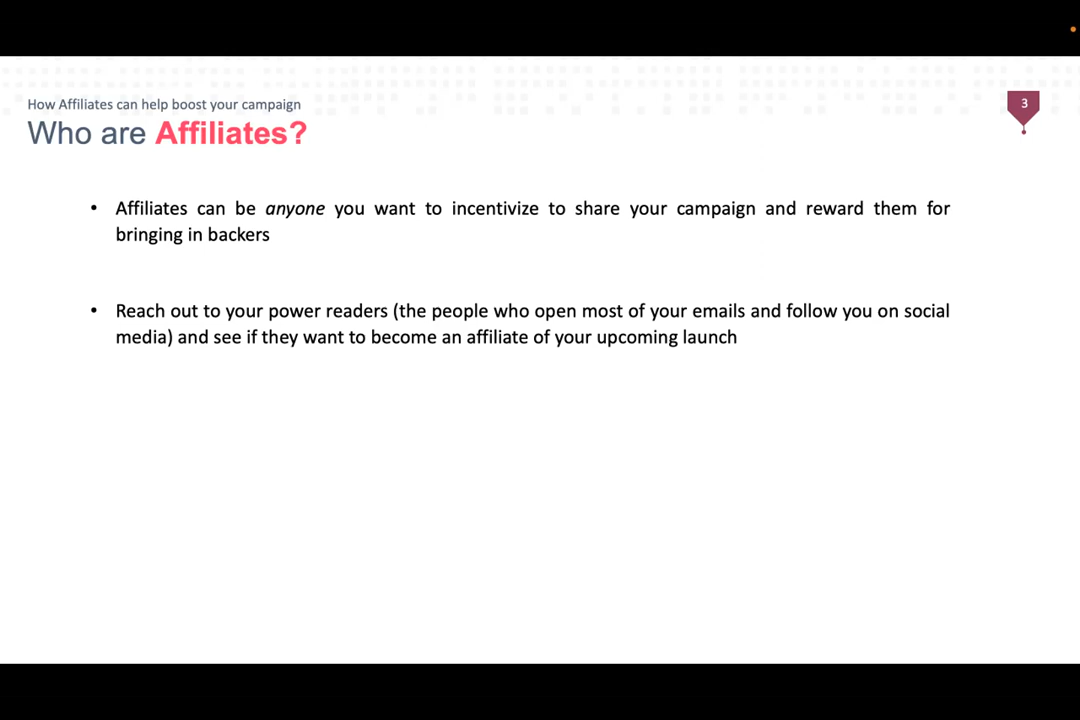 How Affiliates can help boost your campaign
3
Who are Affiliates?
• Affiliates can be anyone you want to incentivize to share your campaign and reward them for
bringing in backers
• Reach out to your power readers (the people who open most of your emails and follow you on social
media) and see if they want to become an affiliate of your upcoming launch